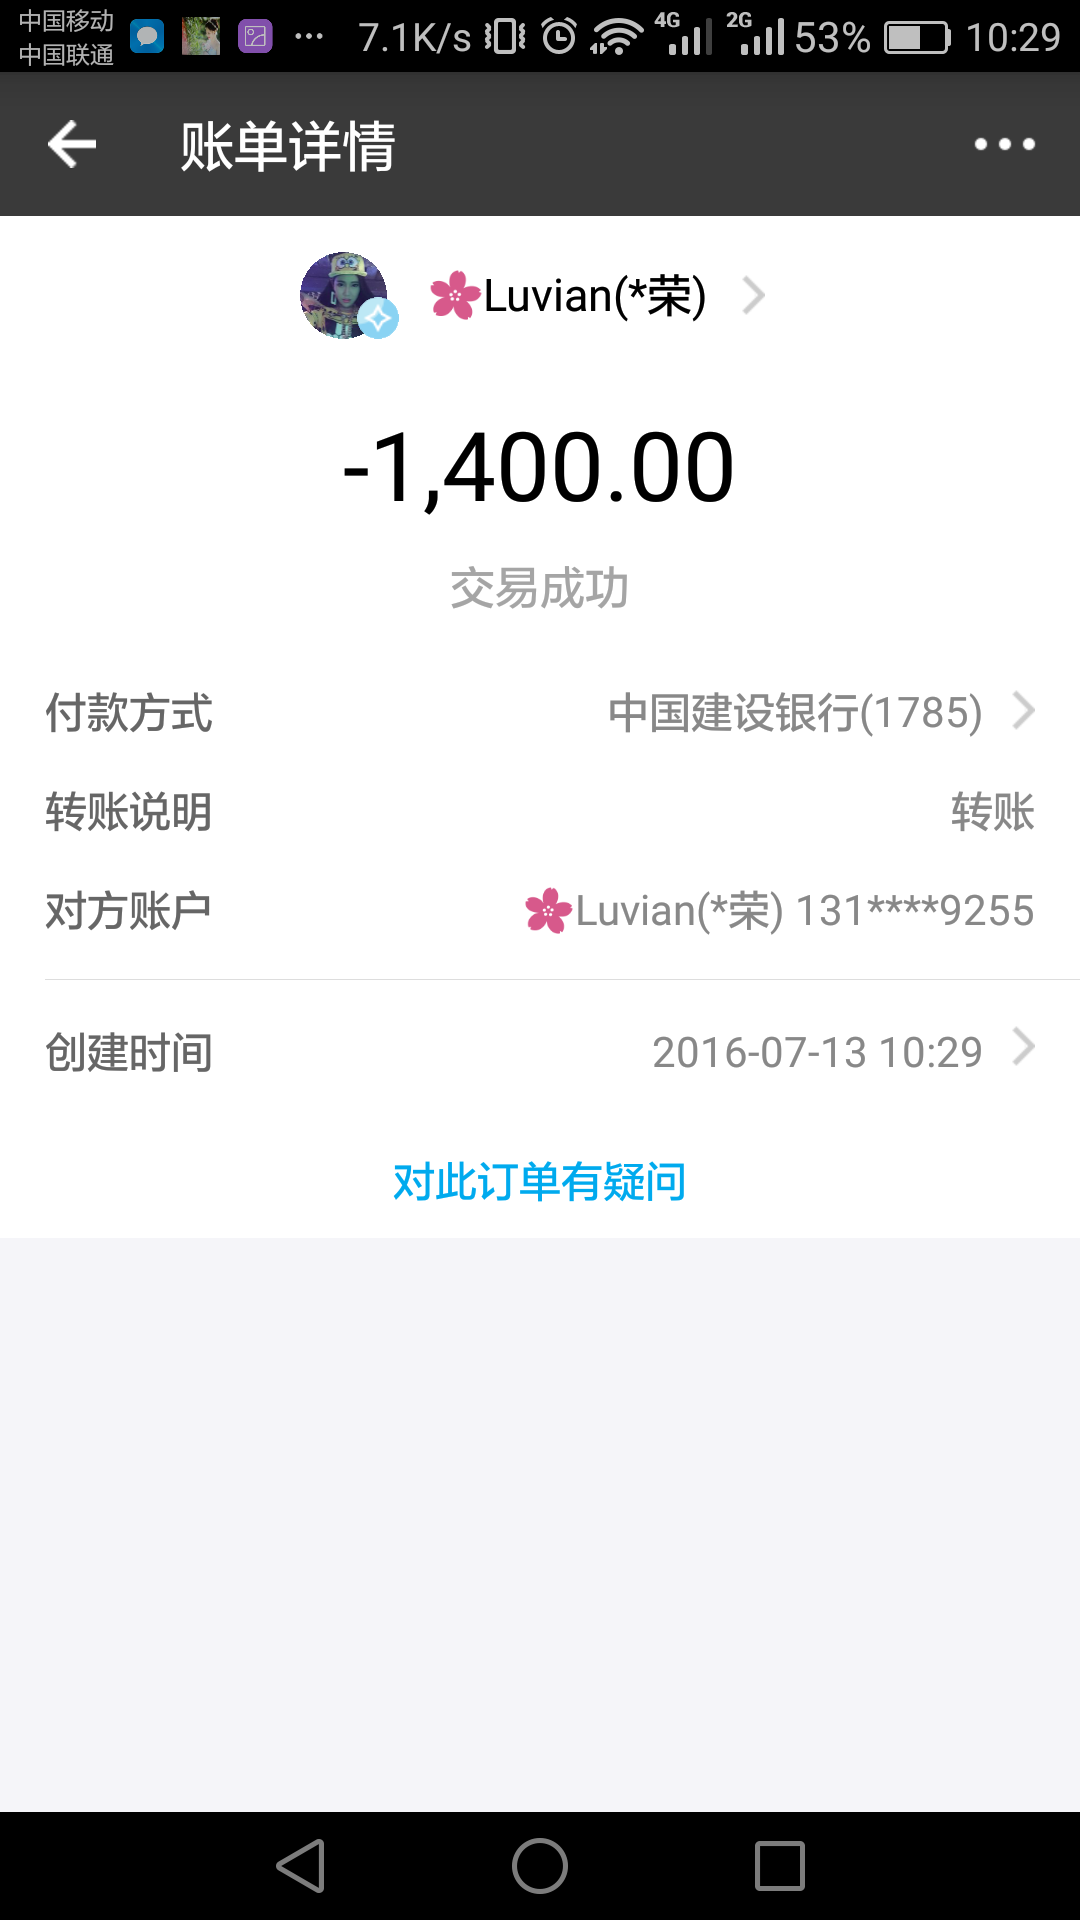 中国移动
中国联通
7.1K/s 4G 2G 53% 10:29
账单详情
🌸Luvian(*荣)
-1,400.00
交易成功
付款方式 中国建设银行(1785)
转账说明 转账
对方账户 🌸Luvian(*荣) 131****9255
创建时间 2016-07-13 10:29
对此订单有疑问